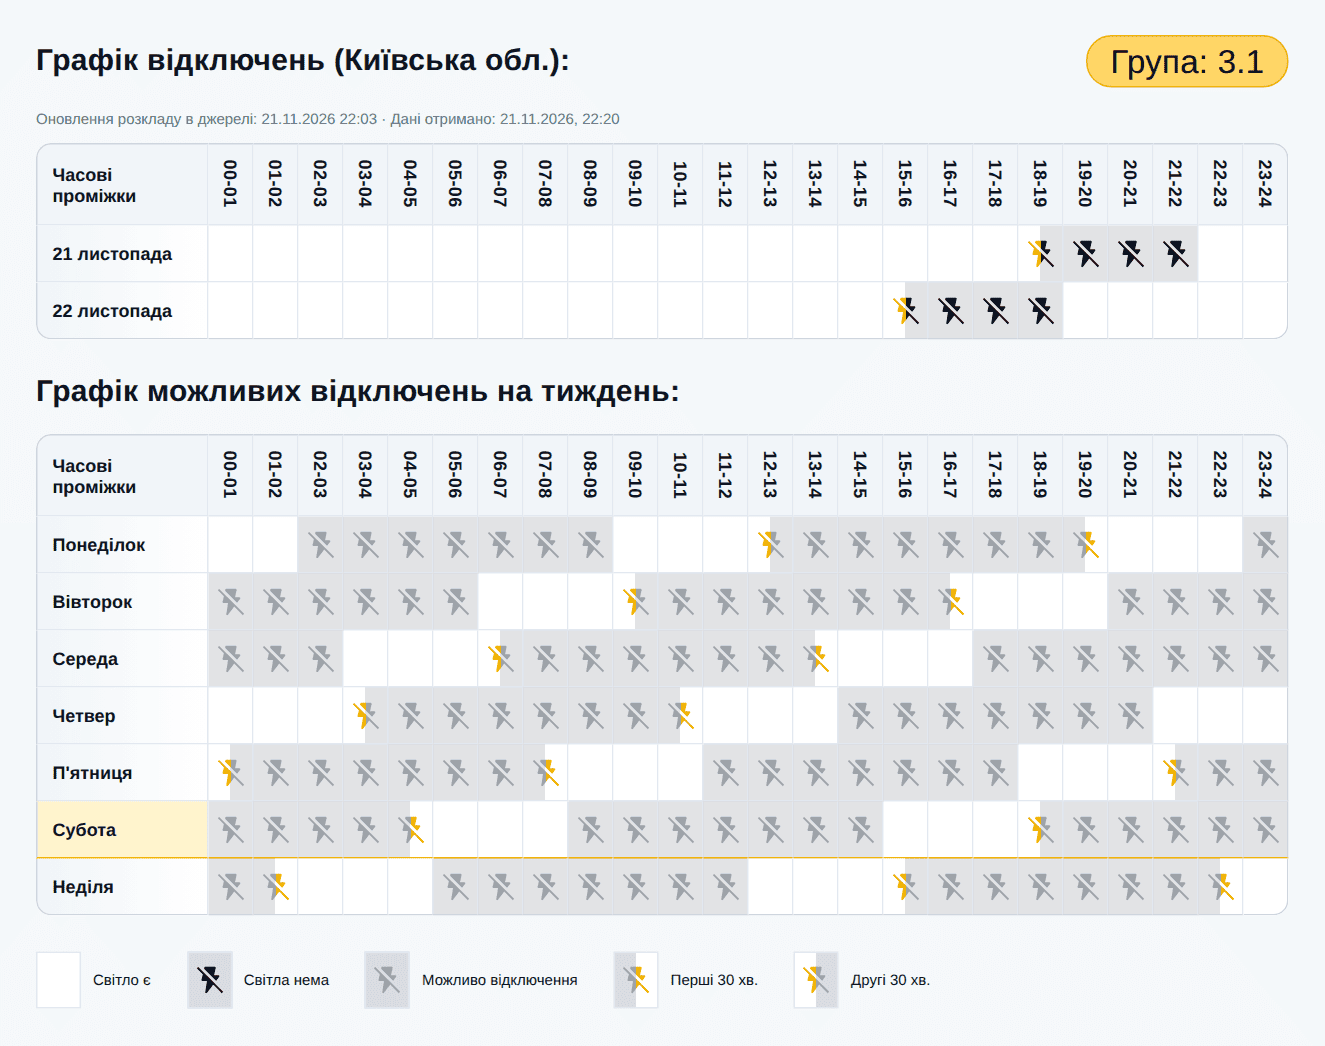 Графік відключень (Київська обл.):
Група: 3.1
Оновлення розкладу в джерелі: 21.11.2026 22:03 · Дані отримано: 21.11.2026, 22:20
Часові проміжки 00-01 01-02 02-03 03-04 04-05 05-06 06-07 07-08 08-09 09-10 10-11 11-12 12-13 13-14 14-15 15-16 16-17 17-18 18-19 19-20 20-21 21-22 22-23 23-24
21 листопада
22 листопада
Графік можливих відключень на тиждень:
Часові проміжки 00-01 01-02 02-03 03-04 04-05 05-06 06-07 07-08 08-09 09-10 10-11 11-12 12-13 13-14 14-15 15-16 16-17 17-18 18-19 19-20 20-21 21-22 22-23 23-24
Понеділок
Вівторок
Середа
Четвер
П'ятниця
Субота
Неділя
Світло є Світла нема Можливо відключення Перші 30 хв. Другі 30 хв.